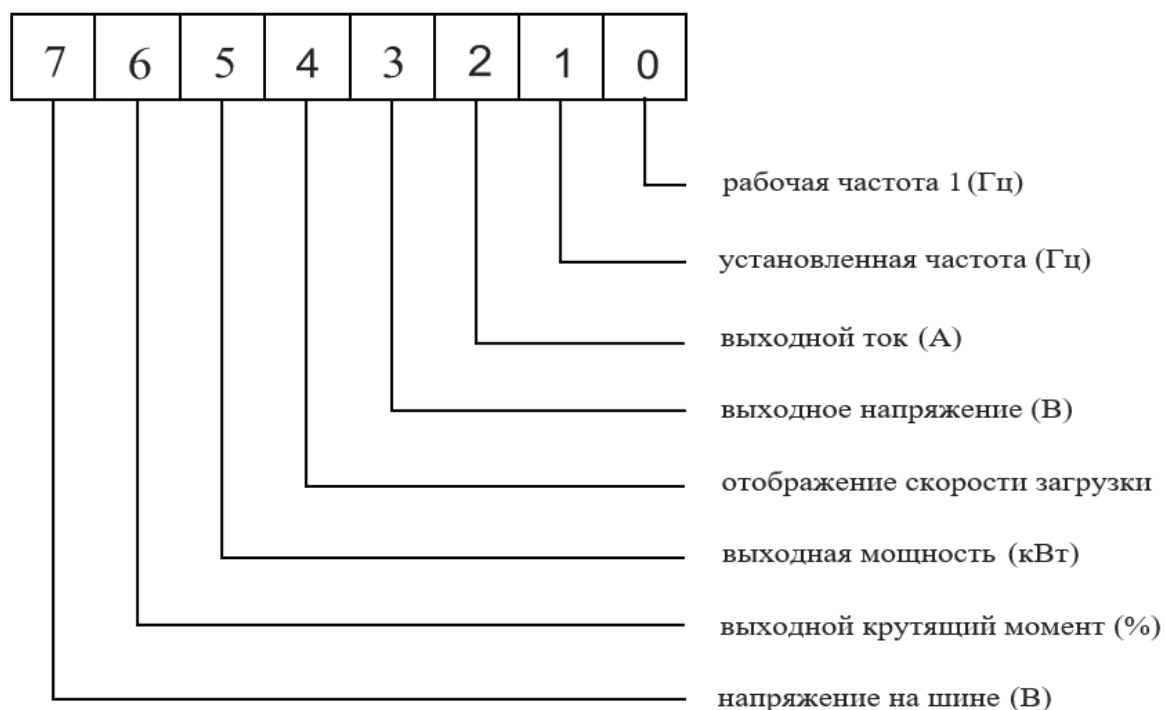 7 6 5 4 3 2 1 0
рабочая частота 1 (Гц)
установленная частота (Гц)
выходной ток (А)
выходное напряжение (В)
отображение скорости загрузки
выходная мощность (кВт)
выходной крутящий момент (%)
напряжение на шине (В)